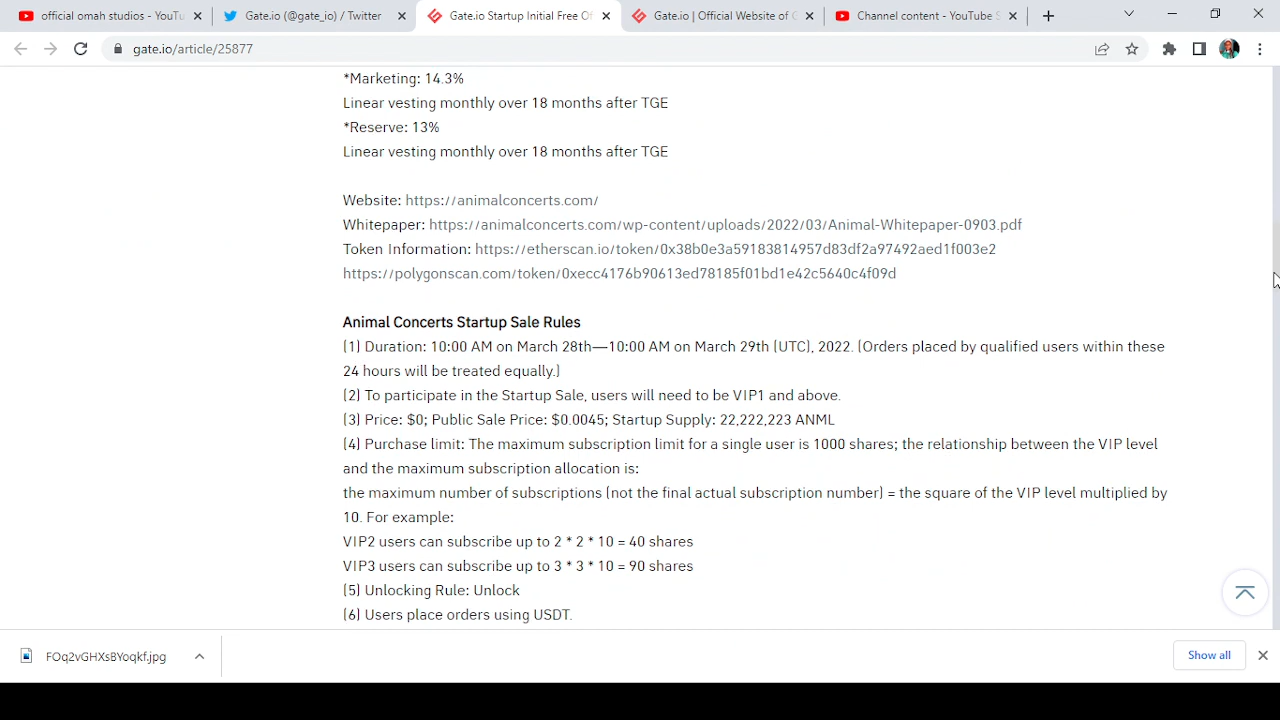 official omah studios - YouTu
Gate.io (@gate_io) / Twitter
Gate.io Startup Initial Free Of
Gate.io | Official Website of C
Channel content - YouTube S
gate.io/article/25877
*Marketing: 14.3%
Linear vesting monthly over 18 months after TGE
*Reserve: 13%
Linear vesting monthly over 18 months after TGE
Website: https://animalconcerts.com/
Whitepaper: https://animalconcerts.com/wp-content/uploads/2022/03/Animal-Whitepaper-0903.pdf
Token Information: https://etherscan.io/token/0x38b0e3a59183814957d83df2a97492aed1f003e2
https://polygonscan.com/token/0xecc4176b90613ed78185f01bd1e42c5640c4f09d
Animal Concerts Startup Sale Rules
(1) Duration: 10:00 AM on March 28th—10:00 AM on March 29th (UTC), 2022. (Orders placed by qualified users within these
24 hours will be treated equally.)
(2) To participate in the Startup Sale, users will need to be VIP1 and above.
(3) Price: $0; Public Sale Price: $0.0045; Startup Supply: 22,222,223 ANML
(4) Purchase limit: The maximum subscription limit for a single user is 1000 shares; the relationship between the VIP level
and the maximum subscription allocation is:
the maximum number of subscriptions (not the final actual subscription number) = the square of the VIP level multiplied by
10. For example:
VIP2 users can subscribe up to 2 * 2 * 10 = 40 shares
VIP3 users can subscribe up to 3 * 3 * 10 = 90 shares
(5) Unlocking Rule: Unlock
(6) Users place orders using USDT.
FOq2vGHXsBYoqkf.jpg
Show all